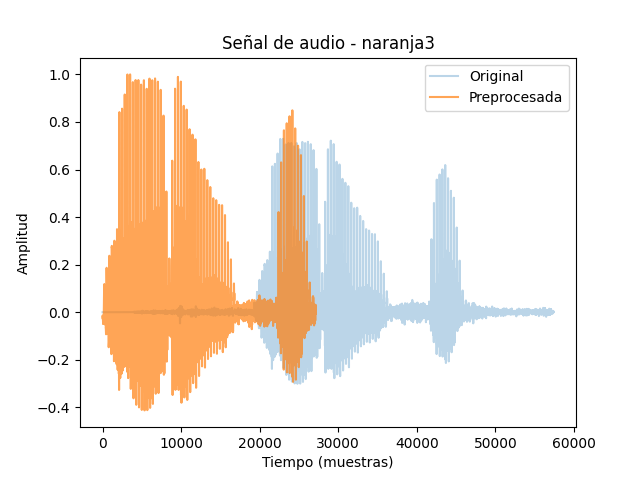 Señal de audio - naranja3
Original
Preprocesada
Amplitud
1.0
0.8
0.6
0.4
0.2
0.0
−0.2
−0.4
0 10000 20000 30000 40000 50000 60000
Tiempo (muestras)